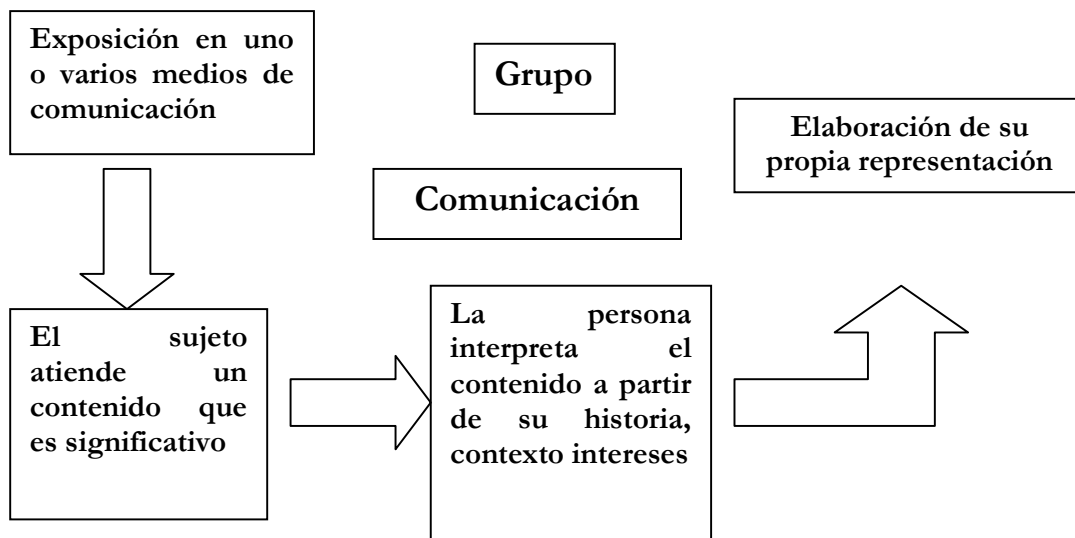 Exposición en uno
o varios medios de
comunicación
Grupo
Elaboración de su
propia representación
Comunicación
El sujeto
atiende un
contenido que
es significativo
La persona
interpreta el
contenido a partir
de su historia,
contexto intereses